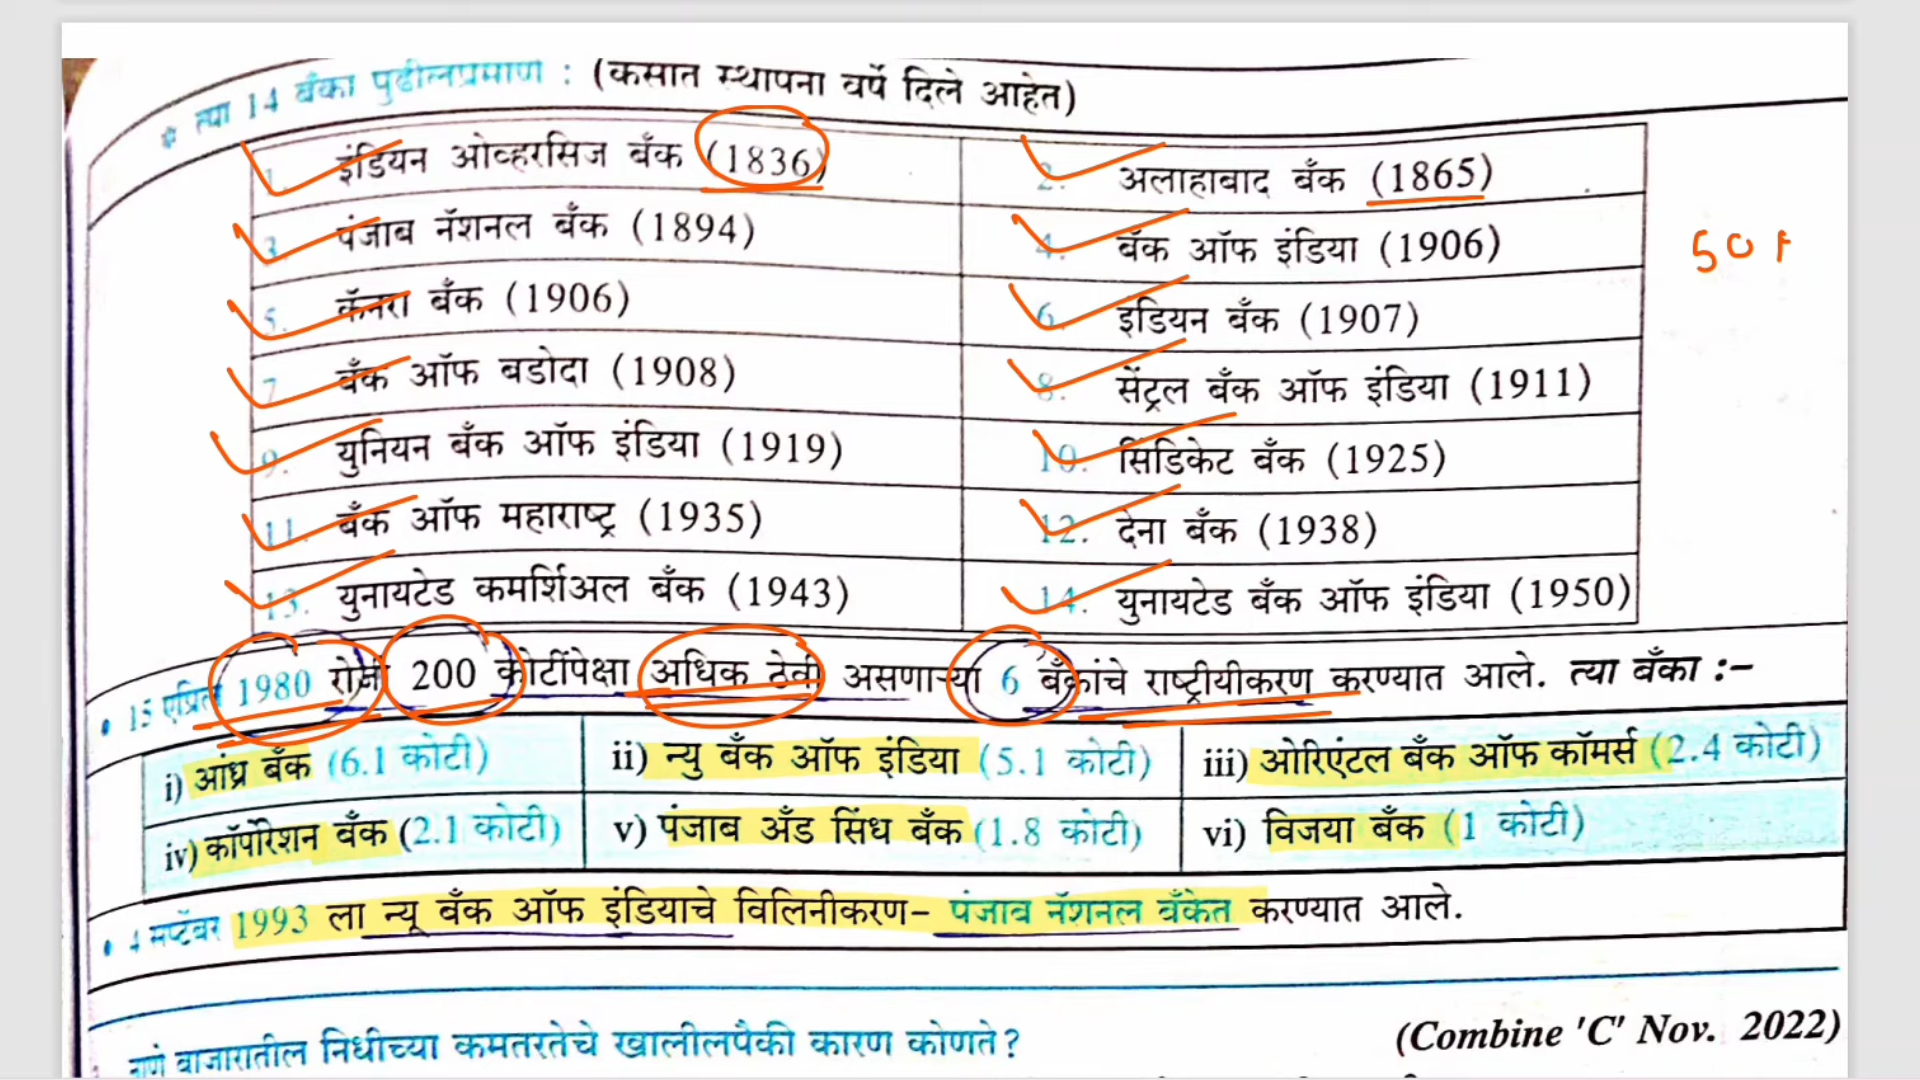 त्या 14 बँका पुढीलप्रमाणे : (कसात स्थापना वर्षे दिले आहेत)
1. इंडियन ओव्हरसिज बँक (1836) 2. अलाहाबाद बँक (1865)
3. पंजाब नॅशनल बँक (1894) 4. बँक ऑफ इंडिया (1906)
50
5. कॅनरा बँक (1906) 6. इंडियन बँक (1907)
7. बँक ऑफ बडोदा (1908) 8. सेंट्रल बँक ऑफ इंडिया (1911)
9. युनियन बँक ऑफ इंडिया (1919) 10. सिंडिकेट बँक (1925)
11. बँक ऑफ महाराष्ट्र (1935) 12. देना बँक (1938)
13. युनायटेड कमर्शिअल बँक (1943) 14. युनायटेड बँक ऑफ इंडिया (1950)
• 15 एप्रिल 1980 रोजी 200 कोटींपेक्षा अधिक ठेवी असणाऱ्या 6 बँकांचे राष्ट्रीयीकरण करण्यात आले. त्या बँका :–
i) आंध्र बँक (6.1 कोटी) ii) न्यु बँक ऑफ इंडिया (5.1 कोटी) iii) ओरिएंटल बँक ऑफ कॉमर्स (2.4 कोटी)
iv) कॉर्पोरेशन बँक (2.1 कोटी) v) पंजाब अँड सिंध बँक (1.8 कोटी) vi) विजया बँक (1 कोटी)
• 4 सप्टेंबर 1993 ला न्यू बँक ऑफ इंडियाचे विलिनीकरण– पंजाब नॅशनल बँकेत करण्यात आले.
(Combine 'C' Nov. 2022)
नाणे बाजारातील निधीच्या कमतरतेचे खालीलपैकी कारण कोणते?